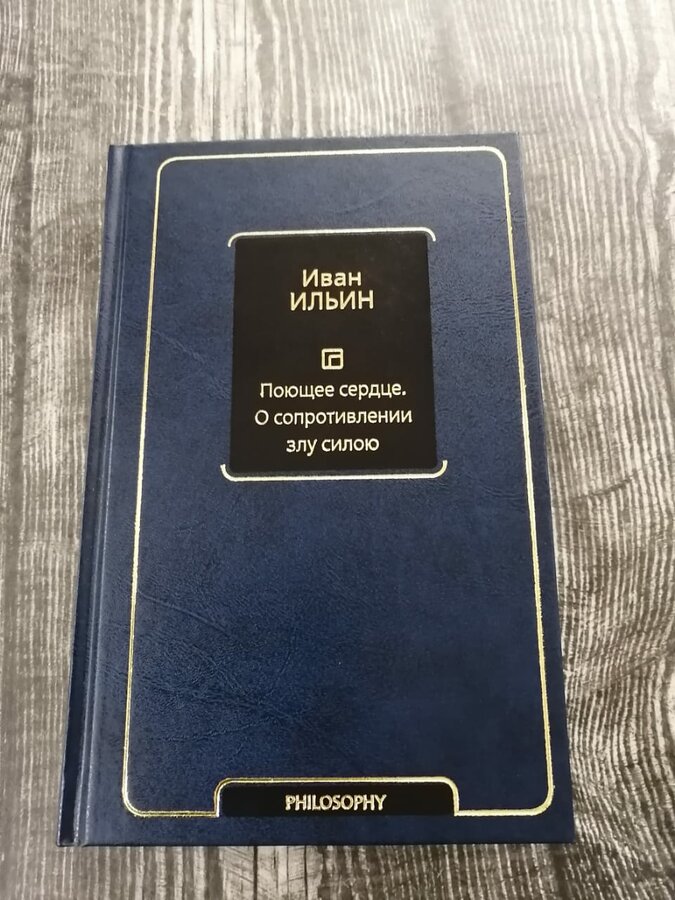 Иван
ИЛЬИН
Поющее сердце.
О сопротивлении
злу силою
PHILOSOPHY